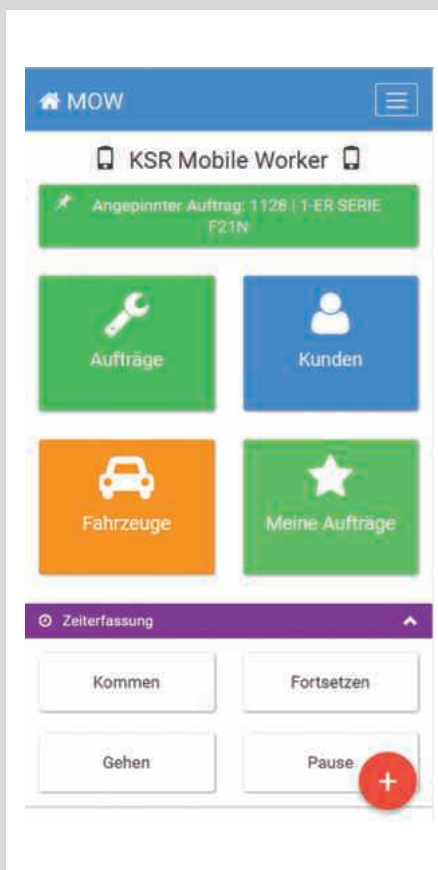 MOW
KSR Mobile Worker
Angepinnter Auftrag: 1128 | 1-ER SERIE
F21N
Aufträge
Kunden
Fahrzeuge
Meine Aufträge
Zeiterfassung
Kommen
Fortsetzen
Gehen
Pause
+